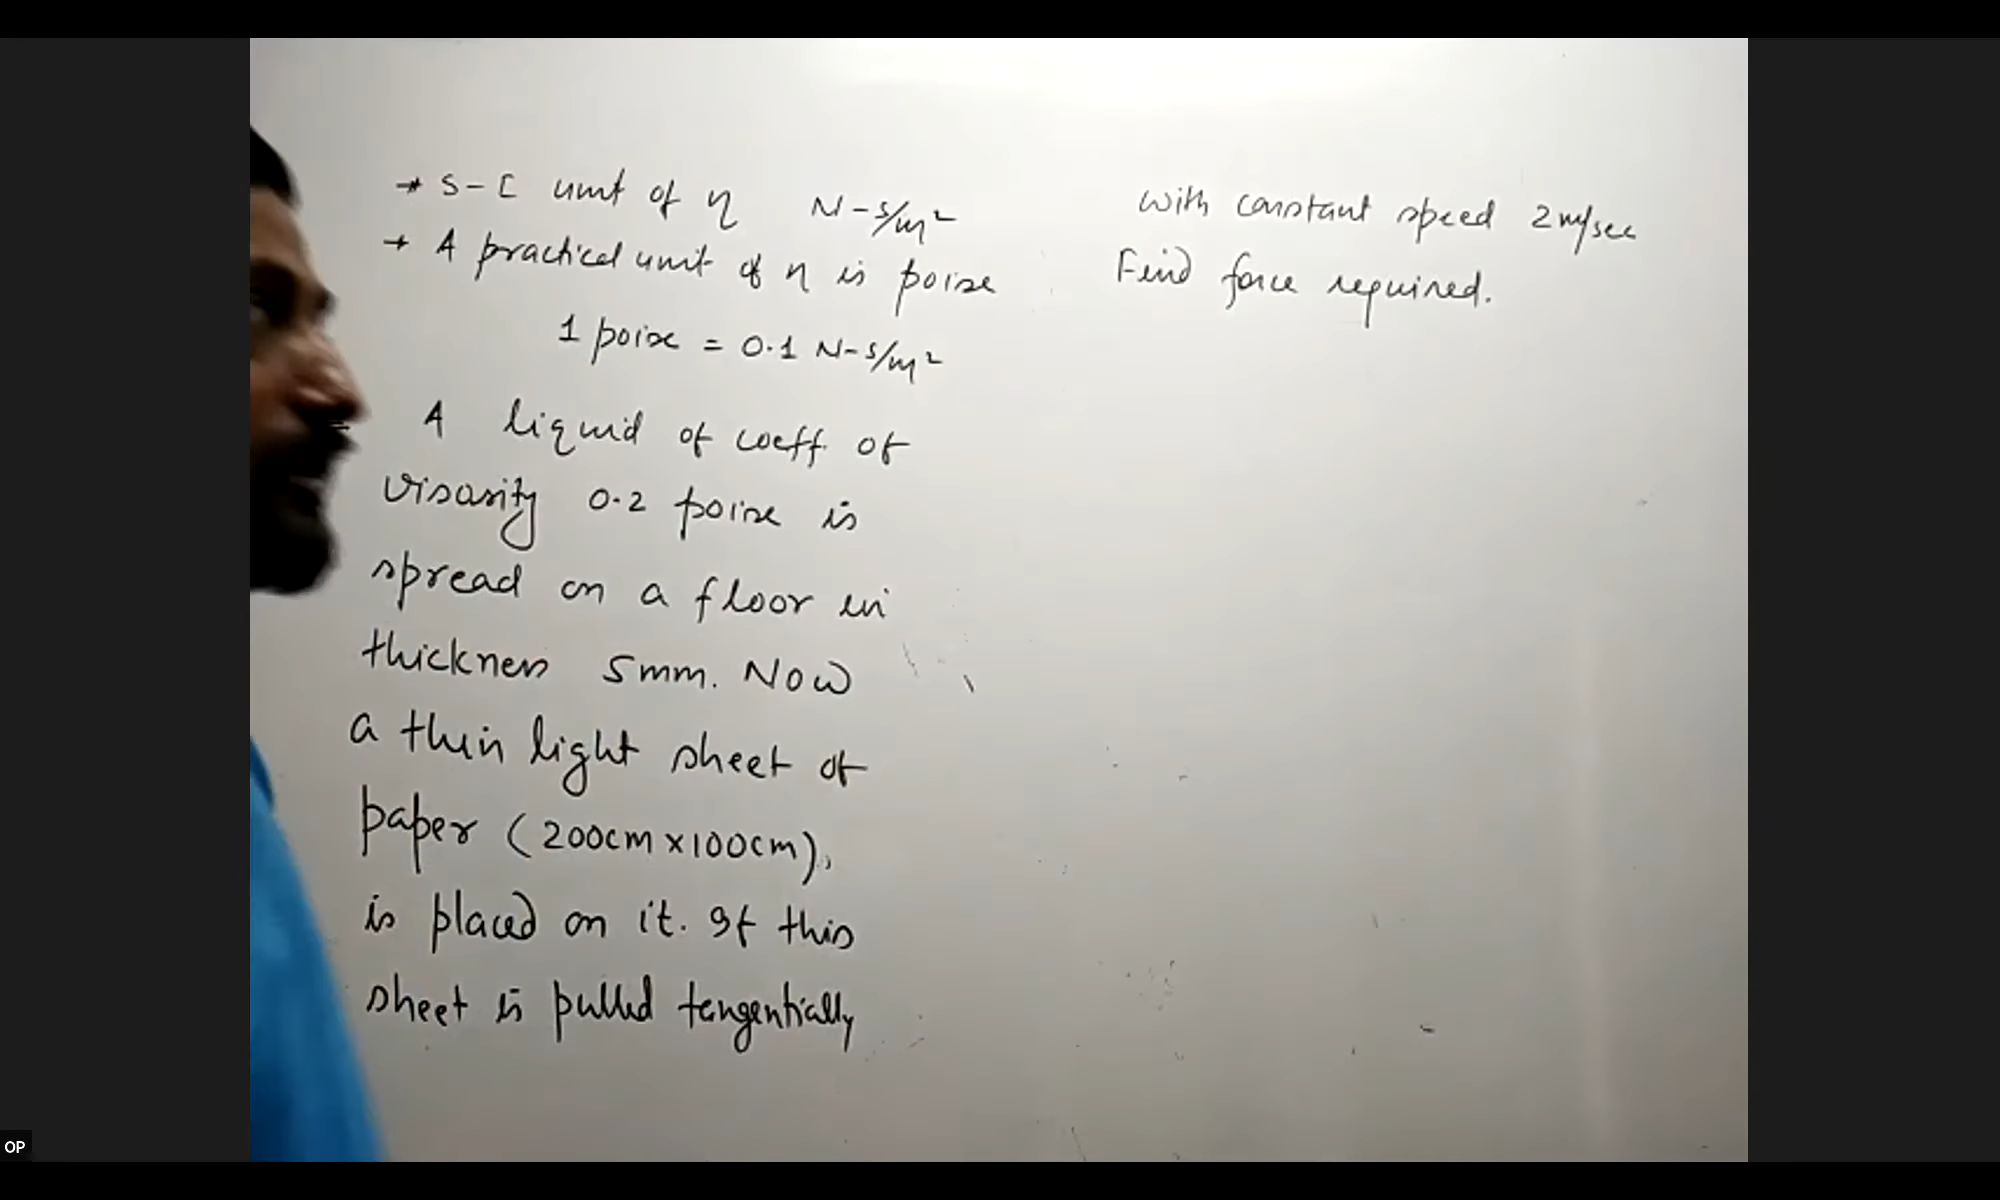 → S-I unit of η N-s/m²
→ A practical unit of η is poise
1 poise = 0.1 N-s/m²
A liquid of coeff. of
viscosity 0.2 poise is
spread on a floor in
thickness 5mm. Now
a thin light sheet of
paper (200cm×100cm),
is placed on it. If this
sheet is pulled tangentially
with constant speed 2m/sec
Find force required.
OP